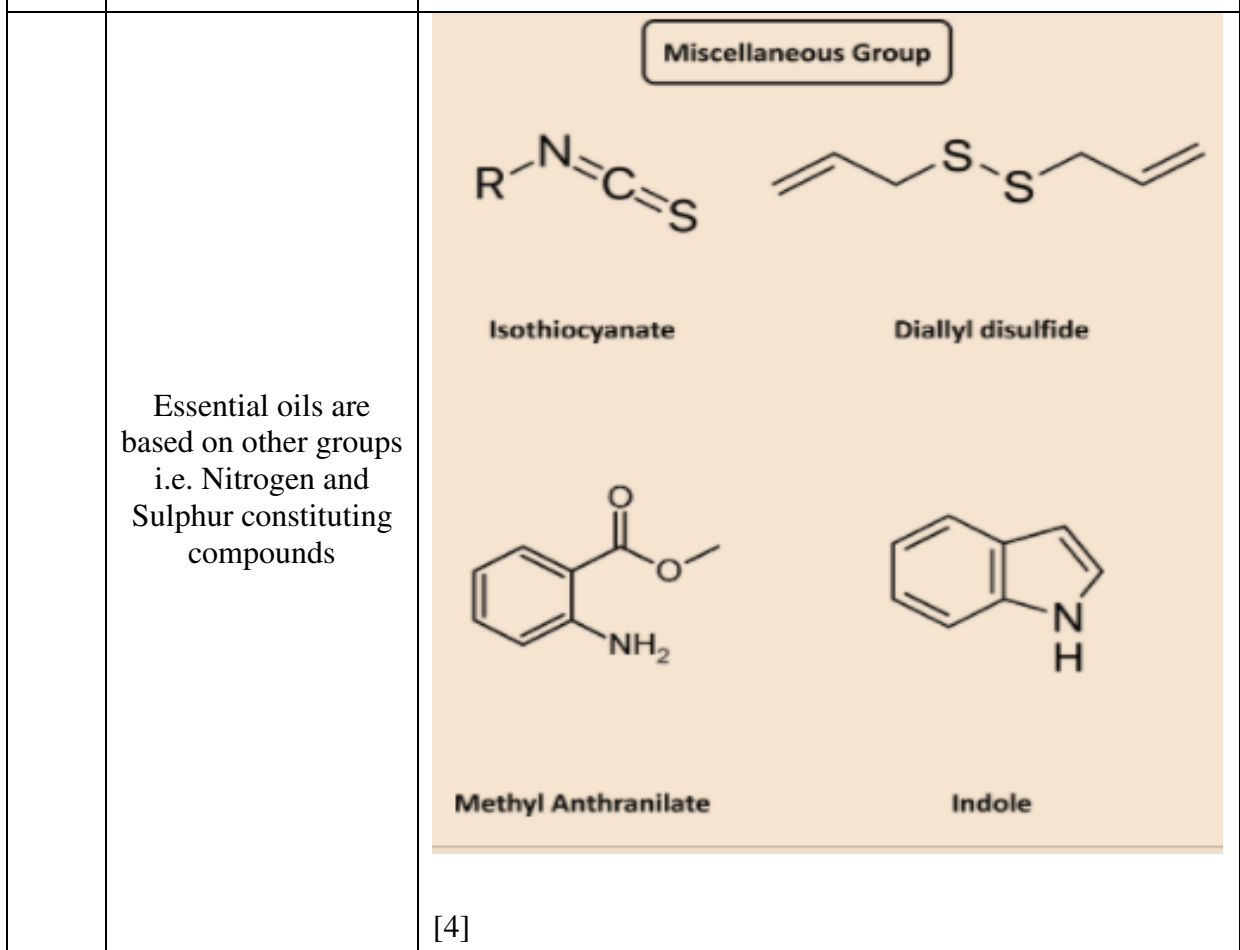 Essential oils are
based on other groups
i.e. Nitrogen and
Sulphur constituting
compounds
Miscellaneous Group
R N C S
S S
Isothiocyanate
Diallyl disulfide
O
O
NH2
N
H
Methyl Anthranilate
Indole
[4]